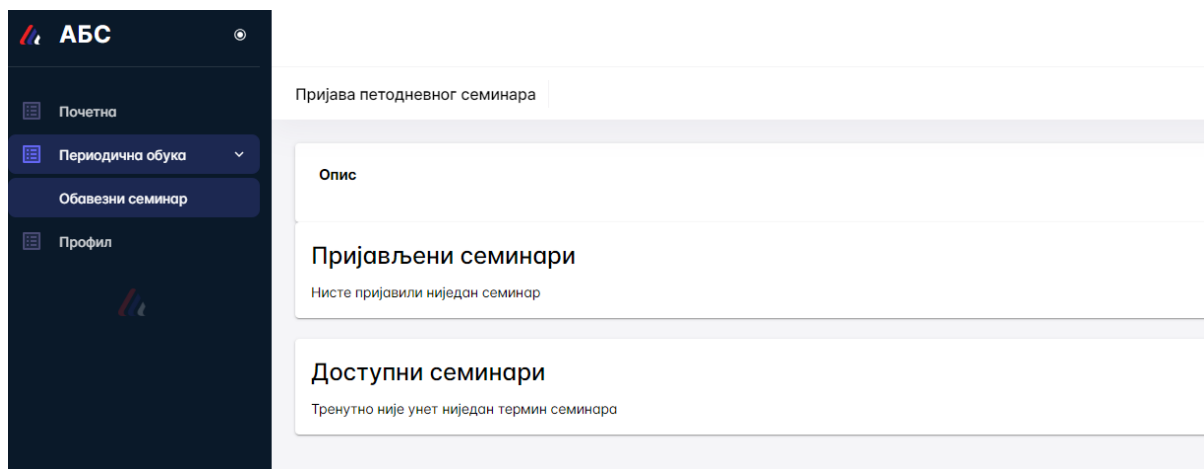 АБС
Почетна
Периодична обука
Обавезни семинар
Профил
Пријава петодневног семинара
Опис
Пријављени семинари
Нисте пријавили ниједан семинар
Доступни семинари
Тренутно није унет ниједан термин семинара